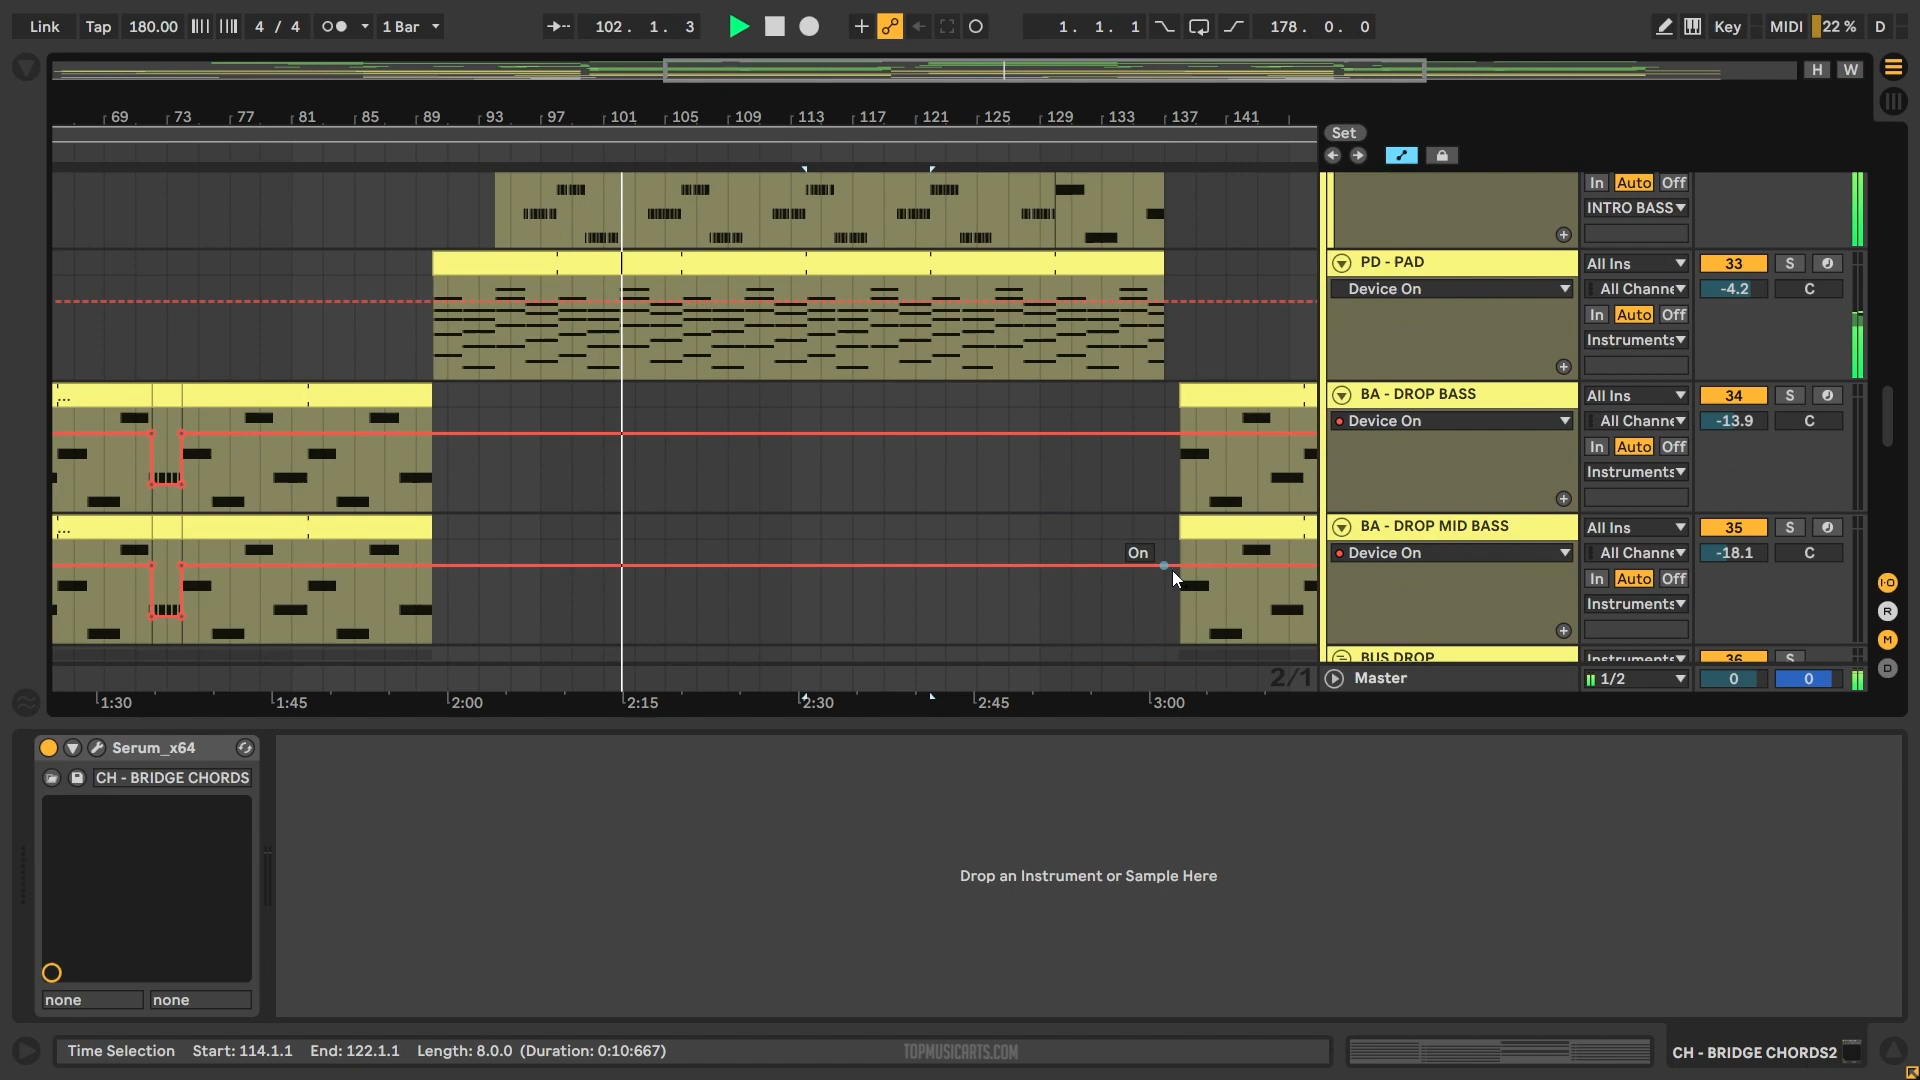 Link Tap 180.00 4 / 4 1 Bar 102. 1. 3 1. 1. 1 178. 0. 0 Key MIDI 22 % D
H W
69 73 77 81 85 89 93 97 101 105 109 113 117 121 125 129 133 137 141
Set
In Auto Off
INTRO BASS
PD - PAD All Ins 33 S
Device On All Channe -4.2 C
In Auto Off
Instruments
... BA - DROP BASS All Ins 34 S
Device On All Channe -13.9 C
In Auto Off
Instruments
... BA - DROP MID BASS All Ins 35 S
On Device On All Channe -18.1 C
In Auto Off
I·O
Instruments
R
M
BUS DROP Instruments 36 S
D
2/1 Master 1/2 0 0
1:30 1:45 2:00 2:15 2:30 2:45 3:00
Serum_x64
CH - BRIDGE CHORDS
Drop an Instrument or Sample Here
none none
Time Selection Start: 114.1.1 End: 122.1.1 Length: 8.0.0 (Duration: 0:10:667) TOPMUSICARTS.COM CH - BRIDGE CHORDS2